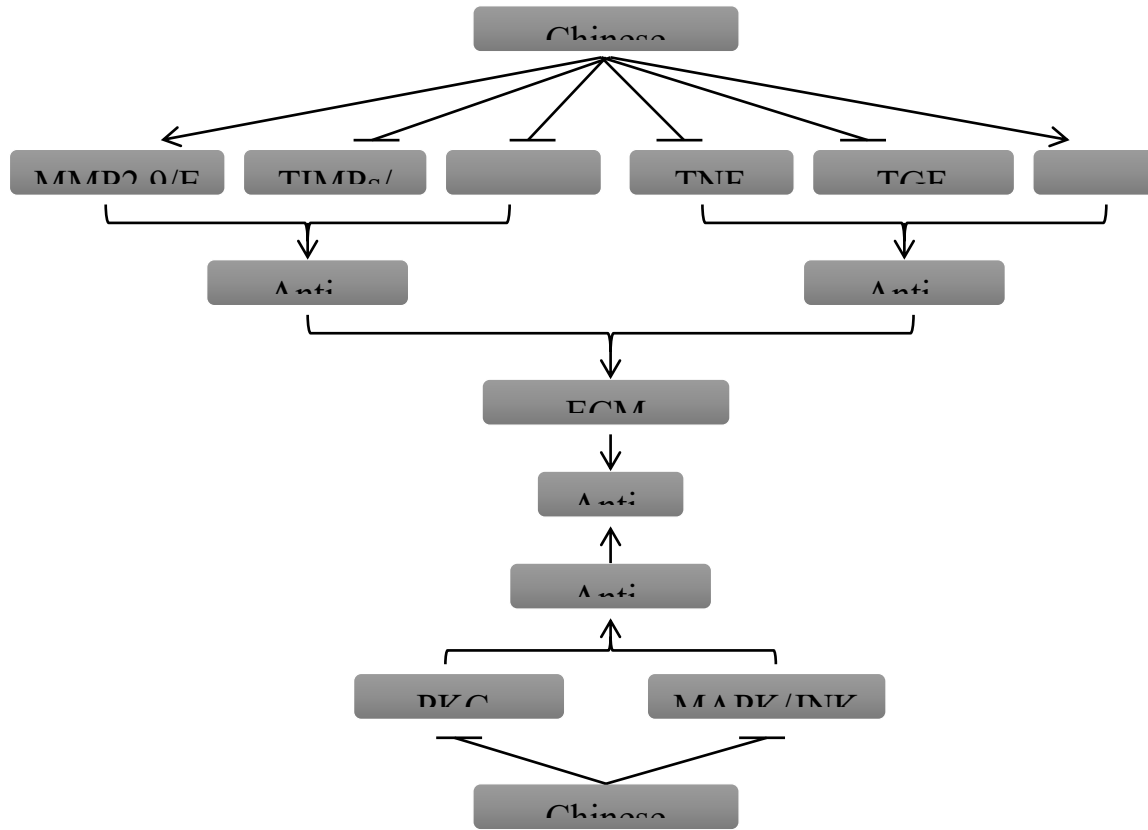 Chinese
MMP2,9/E
TIMPs/
TNF
TGF
Anti
Anti
ECM
Anti
Anti
PKC
MAPK/JNK
Chinese